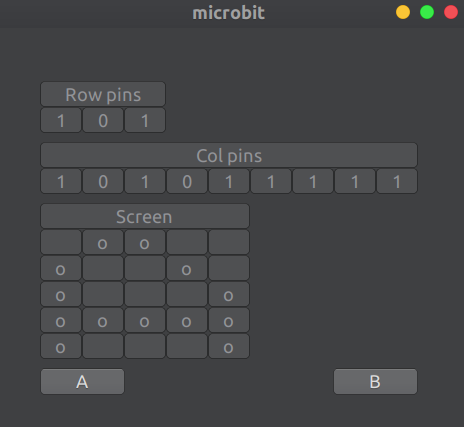 microbit
Row pins
1 0 1
Col pins
1 0 1 0 1 1 1 1 1
Screen
o o
o o
o o
o o o o o
o o
A B